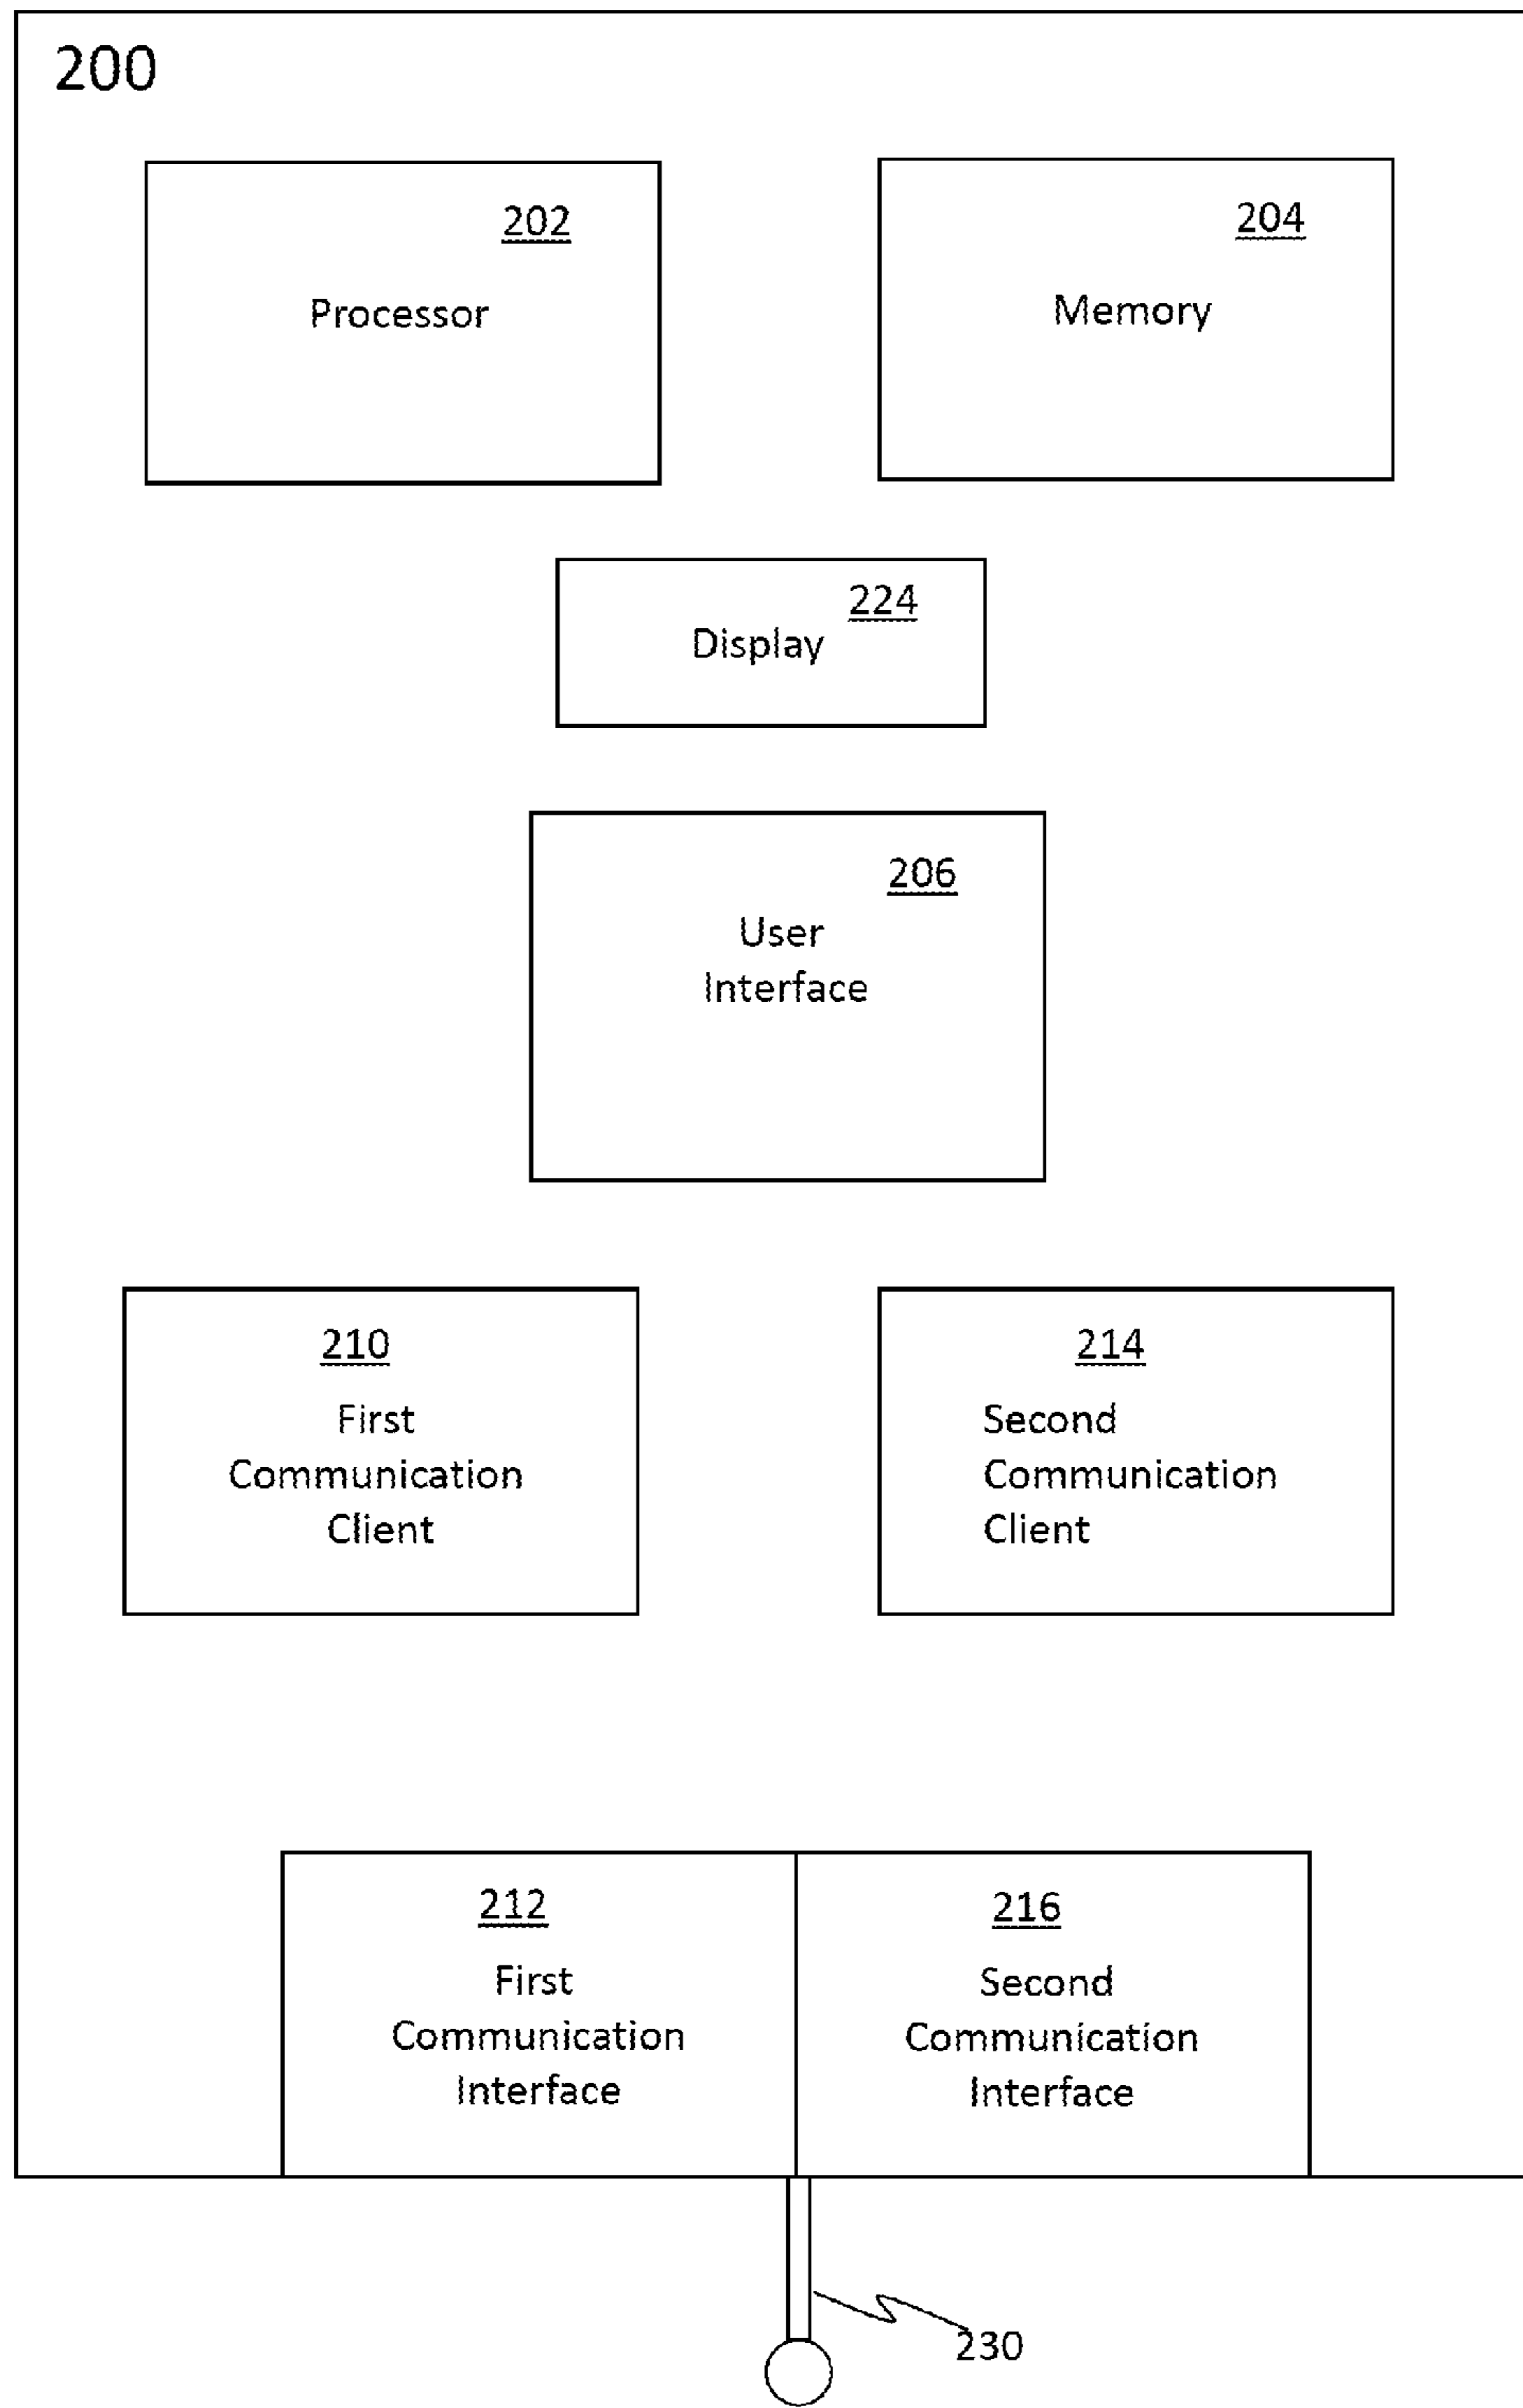 200
202
Processor
204
Memory
224
Display
206
User
Interface
210
First
Communication
Client
214
Second
Communication
Client
212
First
Communication
Interface
216
Second
Communication
Interface
230